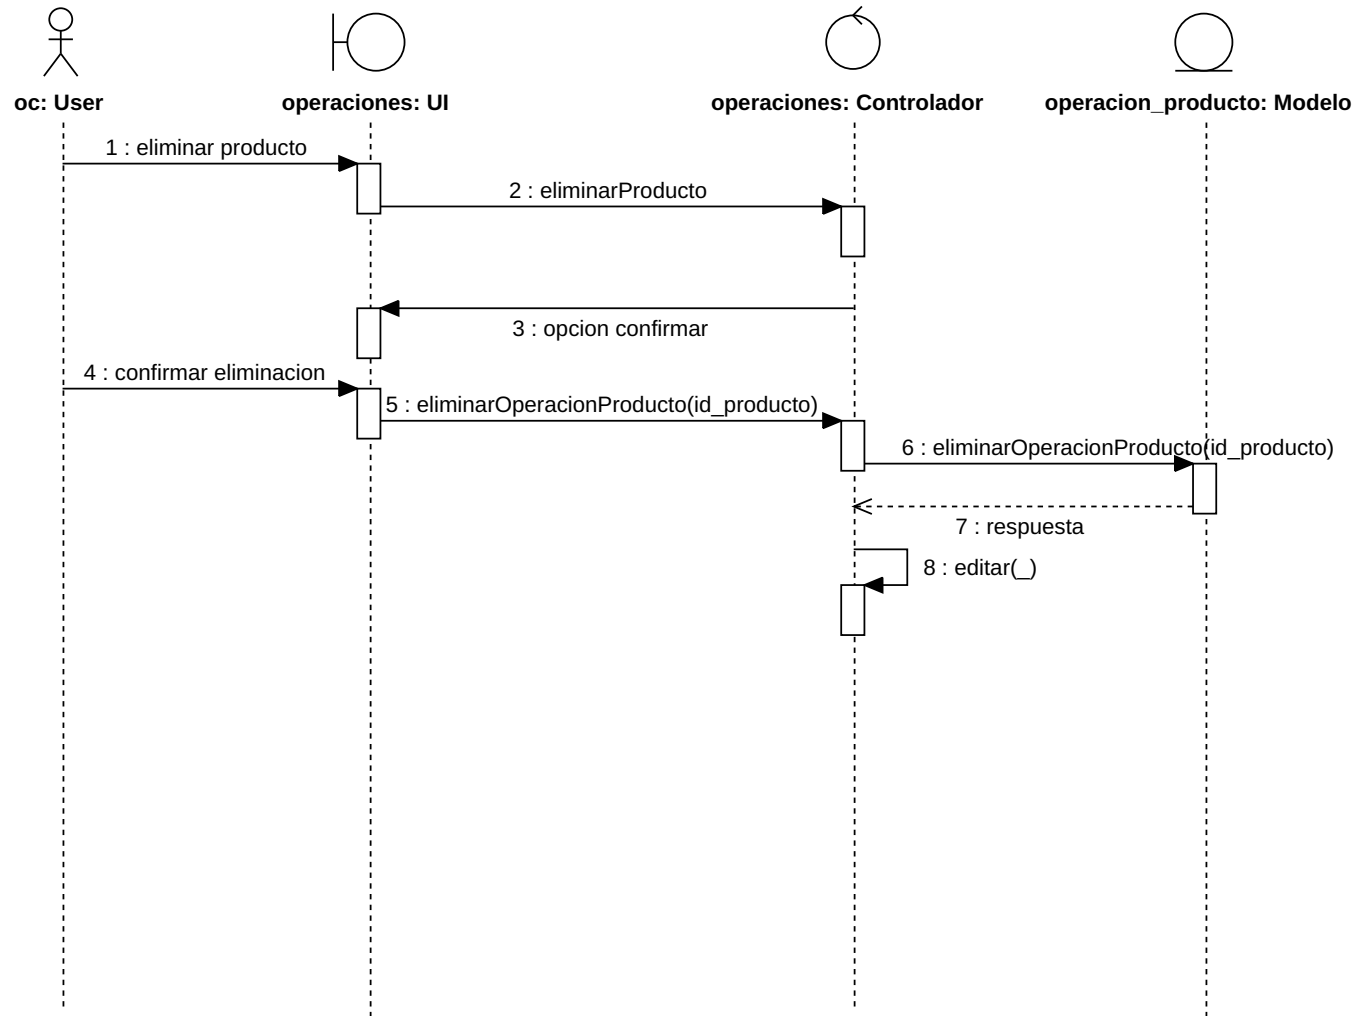 oc: User
operaciones: UI
operaciones: Controlador
operacion_producto: Modelo
1 : eliminar producto
2 : eliminarProducto
3 : opcion confirmar
4 : confirmar eliminacion
5 : eliminarOperacionProducto(id_producto)
6 : eliminarOperacionProducto(id_producto)
7 : respuesta
8 : editar(_)